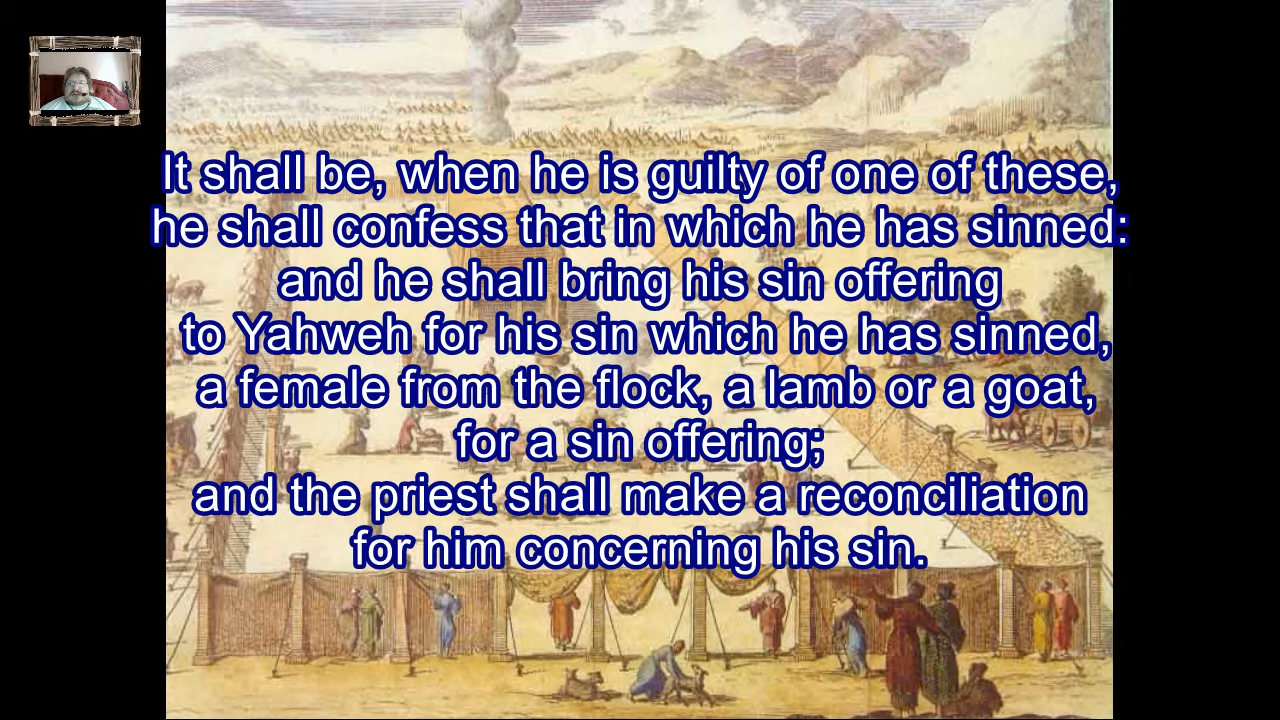 It shall be, when he is guilty of one of these,
he shall confess that in which he has sinned:
and he shall bring his sin offering
to Yahweh for his sin which he has sinned,
a female from the flock, a lamb or a goat,
for a sin offering;
and the priest shall make a reconciliation
for him concerning his sin.